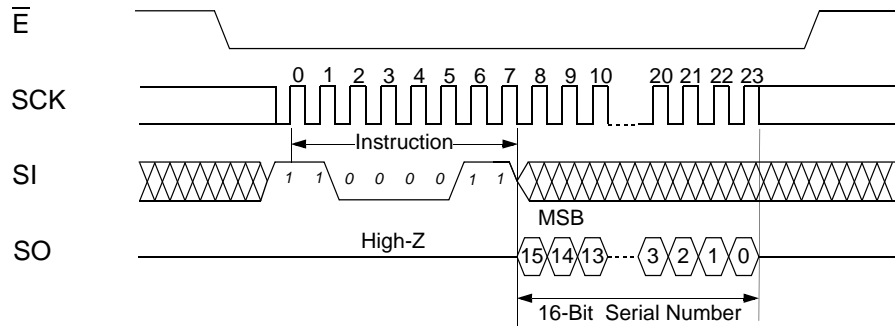 E
SCK
0 1 2 3 4 5 6 7 8 9 10 20 21 22 23
Instruction
SI
1 1 0 0 0 0 1 1
MSB
SO
High-Z
15 14 13 3 2 1 0
16-Bit Serial Number